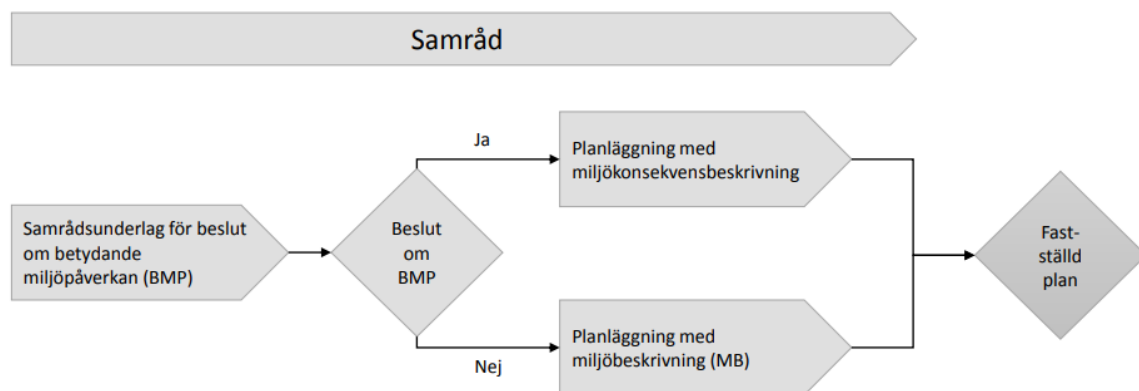 Samråd
Ja
Planläggning med
miljökonsekvensbeskrivning
Samrådsunderlag för beslut
om betydande
miljöpåverkan (BMP)
Beslut
om
BMP
Fast-
ställd
plan
Nej
Planläggning med
miljöbeskrivning (MB)